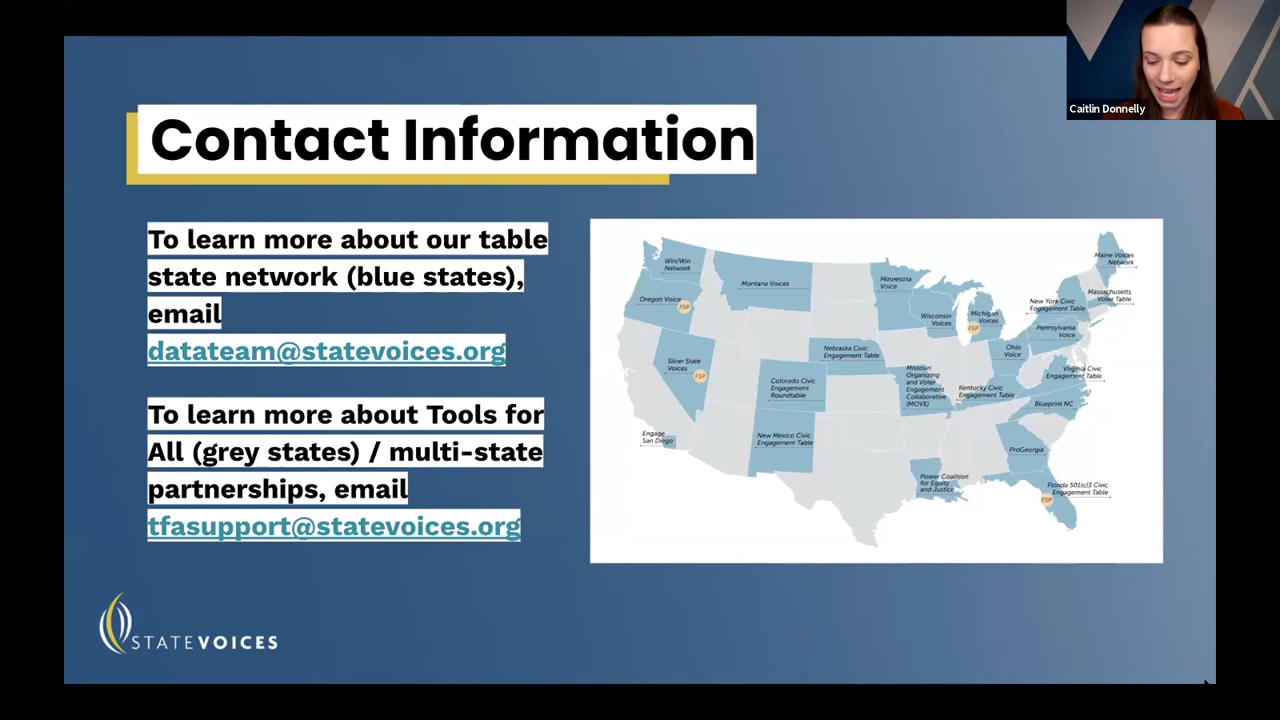 Caitlin Donnelly
Contact Information
To learn more about our table
state network (blue states),
email
datateam@statevoices.org
To learn more about Tools for
All (grey states) / multi-state
partnerships, email
tfasupport@statevoices.org
STATEVOICES
Win/Win
Network
Oregon Voice
FSP
Montana Voices
Minnesota
Voice
Wisconsin
Voices
Michigan
Voices
FSP
Maine Voices
Network
Massachusetts
Voter Table
New York Civic
Engagement Table
Pennsylvania
Voice
Ohio
Voice
Virginia Civic
Engagement Table
Silver State
Voices
FSP
Nebraska Civic
Engagement Table
Colorado Civic
Engagement
Roundtable
Missouri
Organizing
and Voter
Engagement
Collaborative
(MOVE)
Kentucky Civic
Engagement Table
Blueprint NC
Engage
San Diego
New Mexico Civic
Engagement Table
ProGeorgia
Power Coalition
for Equity
and Justice
Florida 501(c)3 Civic
Engagement Table
FSP